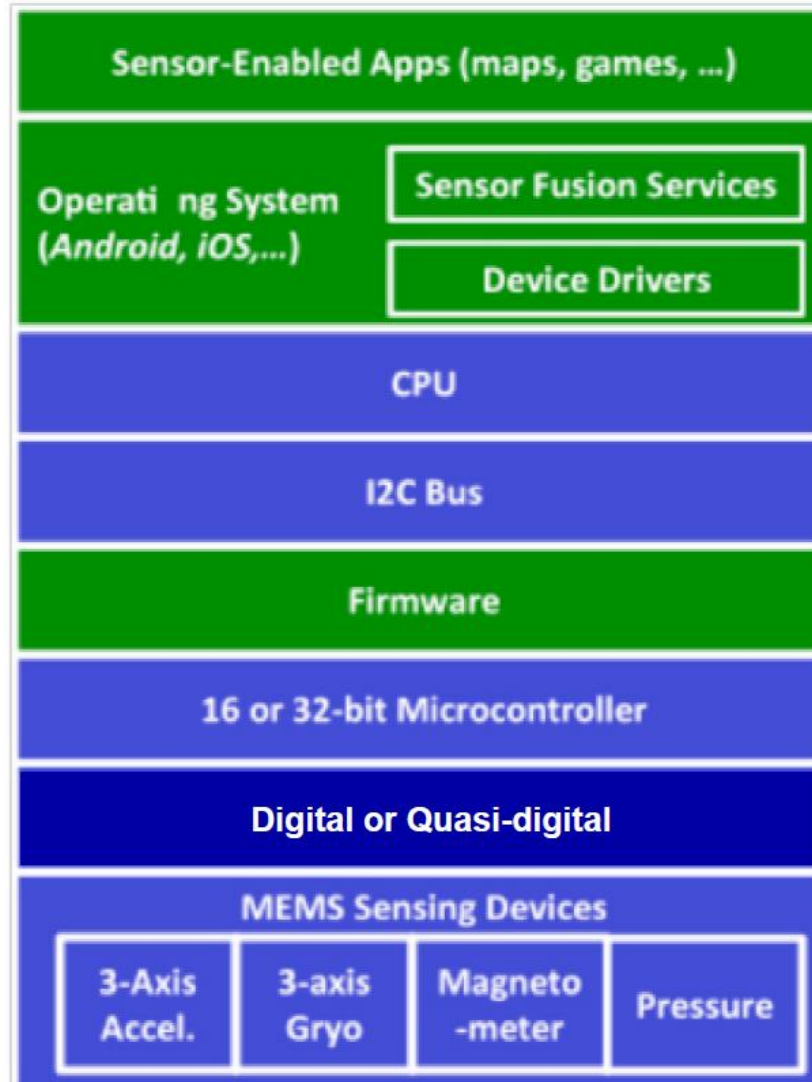 Sensor-Enabled Apps (maps, games, ...)
Operati ng System
(Android, iOS,...)
Sensor Fusion Services
Device Drivers
CPU
I2C Bus
Firmware
16 or 32-bit Microcontroller
Digital or Quasi-digital
MEMS Sensing Devices
3-Axis
Accel.
3-axis
Gryo
Magneto
-meter
Pressure